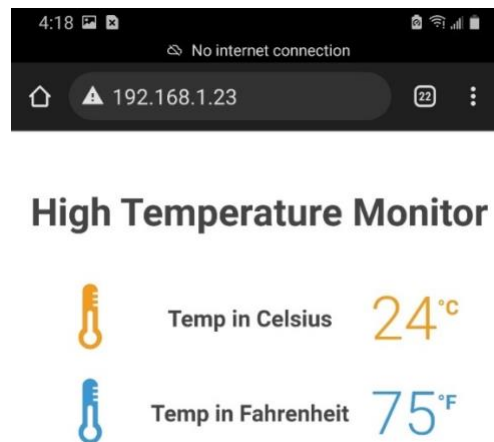 4:18
No internet connection
192.168.1.23
22
High Temperature Monitor
Temp in Celsius 24°C
Temp in Fahrenheit 75°F